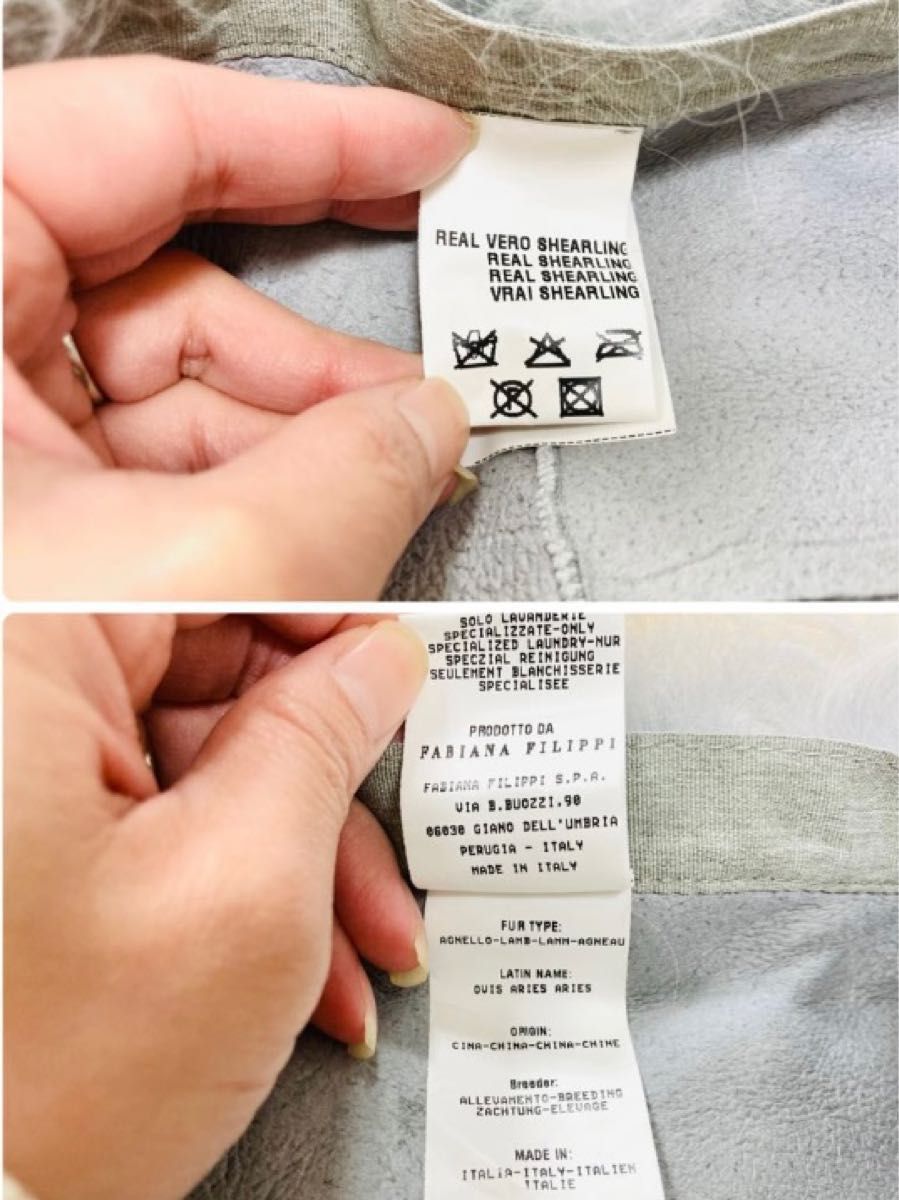 REAL VERO SHEARLING
REAL SHEARLING
REAL SHEARLING
VRAI SHEARLING
P
SOLO LAVANDERIE
SPECIALIZZATE-ONLY
SPECIALIZED LAUNDRY-NUR
SPECZIAL REINIGUNG
SEULEMENT BLANCHISSERIE
SPECIALISEE
PRODOTTO DA
FABIANA FILIPPI
FABIANA FILIPPI S.P.A.
VIA B.BUOZZI,90
06030 GIANO DELL'UMBRIA
PERUGIA - ITALY
MADE IN ITALY
FUR TYPE:
AGNELLO-LAMB-LAMM-AGNEAU
LATIN NAME:
OVIS ARIES ARIES
ORIGIN:
CINA-CHINA-CHINA-CHINE
Breeder:
ALLEVAMENTO-BREEDING
ZACHTUNG-ELEVAGE
MADE IN:
ITALIA-ITALY-ITALIEN
ITALIE